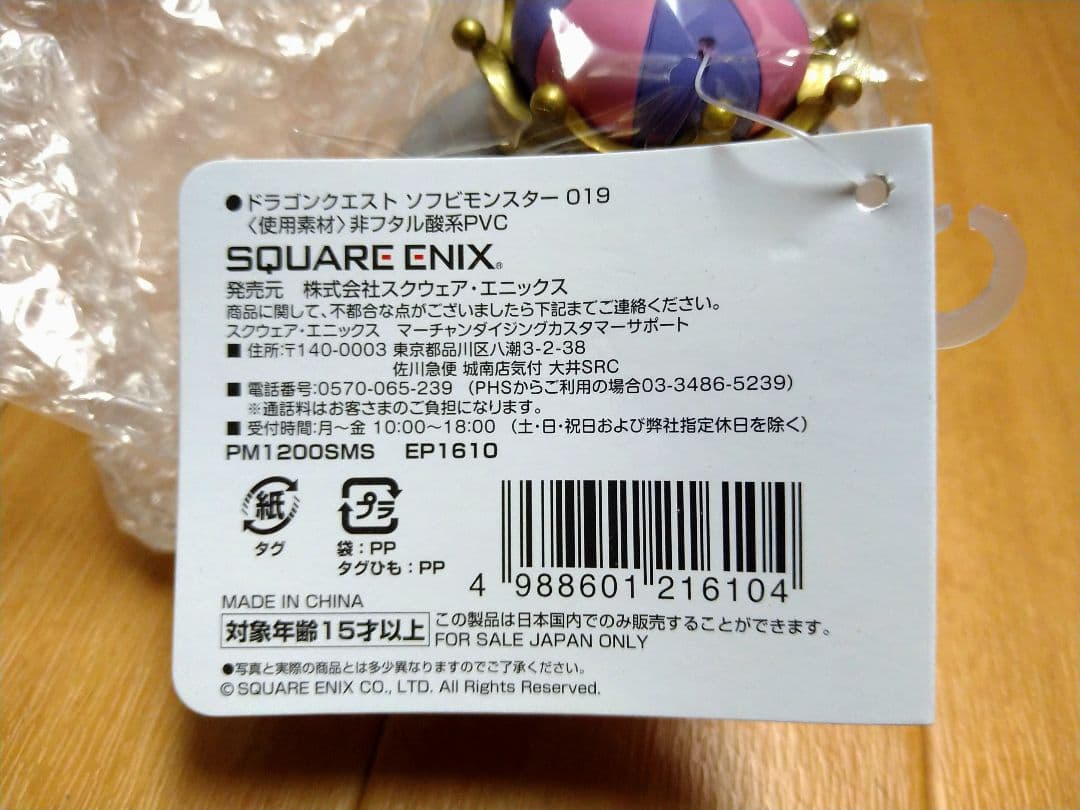 ●ドラゴンクエスト ソフビモンスター 019
〈使用素材〉非フタル酸系PVC
SQUARE ENIX®
発売元 株式会社スクウェア・エニックス
商品に関して、不都合な点がございましたら下記までご連絡ください。
スクウェア・エニックス マーチャンダイジングカスタマーサポート
■ 住所:〒140-0003 東京都品川区八潮3-2-38
佐川急便 城南店気付 大井SRC
■ 電話番号:0570-065-239 (PHSからご利用の場合03-3486-5239)
※通話料はお客さまのご負担になります。
■ 受付時間:月〜金 10:00〜18:00 (土・日・祝日および弊社指定休日を除く)
PM1200SMS EP1610
紙
タグ
プラ
袋:PP
タグひも:PP
4 988601 216104
MADE IN CHINA
対象年齢15才以上
この製品は日本国内でのみ販売することができます。
FOR SALE JAPAN ONLY
●写真と実際の商品とは多少異なりますのでご了承ください。
© SQUARE ENIX CO., LTD. All Rights Reserved.